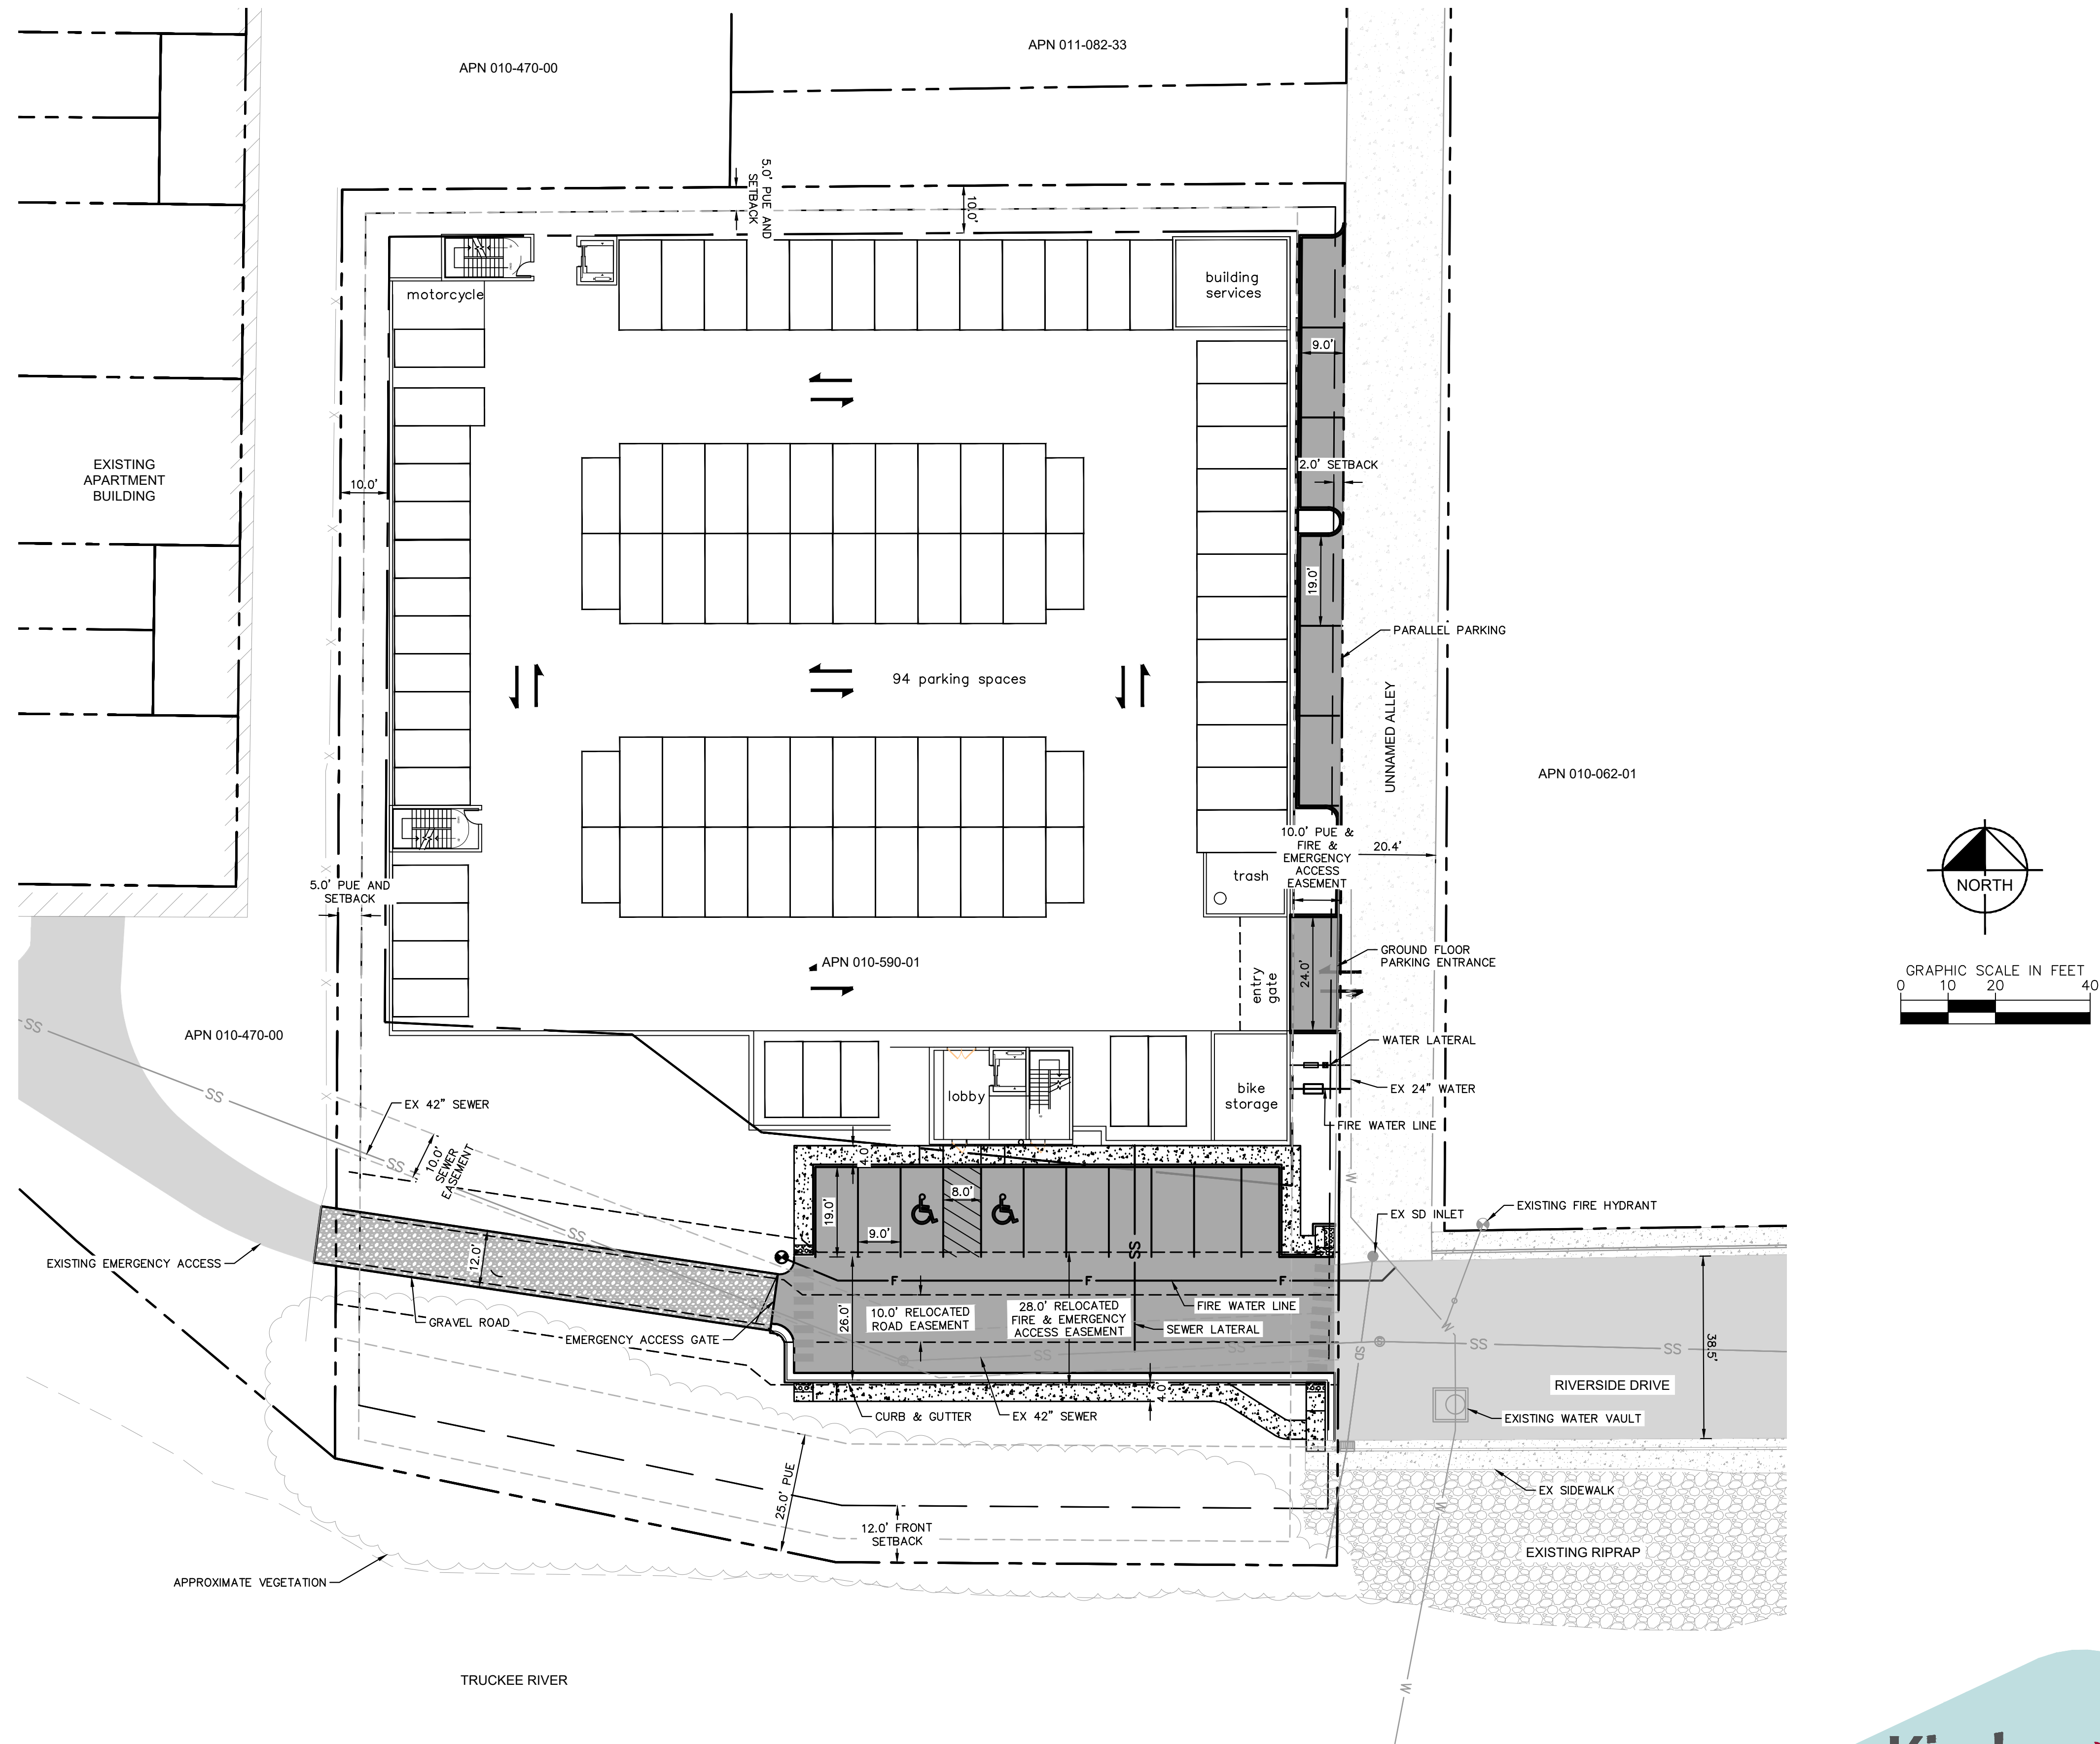 APN 010-470-00
APN 011-082-33
5.0' PUE AND
SETBACK
10.0'
motorcycle
building
services
9.0'
EXISTING
APARTMENT
BUILDING
10.0'
2.0' SETBACK
19.0'
PARALLEL PARKING
94 parking spaces
UNNAMED ALLEY
APN 010-062-01
10.0' PUE &
FIRE &
EMERGENCY
ACCESS
EASEMENT
20.4'
trash
5.0' PUE AND
SETBACK
NORTH
APN 010-590-01
entry
gate
24.0'
GROUND FLOOR
PARKING ENTRANCE
GRAPHIC SCALE IN FEET
0 10 20 40
SS
APN 010-470-00
WATER LATERAL
SS
EX 42" SEWER
lobby
bike
storage
EX 24" WATER
FIRE WATER LINE
10.0'
SEWER
EASEMENT
SS
4.0'
W
19.0'
8.0'
9.0'
EX SD INLET
EXISTING FIRE HYDRANT
SS
SS
EXISTING EMERGENCY ACCESS
12.0'
F
F
F
26.0'
10.0' RELOCATED
ROAD EASEMENT
28.0' RELOCATED
FIRE & EMERGENCY
ACCESS EASEMENT
FIRE WATER LINE
SEWER LATERAL
GRAVEL ROAD
EMERGENCY ACCESS GATE
W
SS
SS
SD
SS
SS
38.5'
RIVERSIDE DRIVE
4.0'
CURB & GUTTER
EX 42" SEWER
EXISTING WATER VAULT
25.0' PUE
EX SIDEWALK
W
12.0' FRONT
SETBACK
EXISTING RIPRAP
APPROXIMATE VEGETATION
TRUCKEE RIVER
W